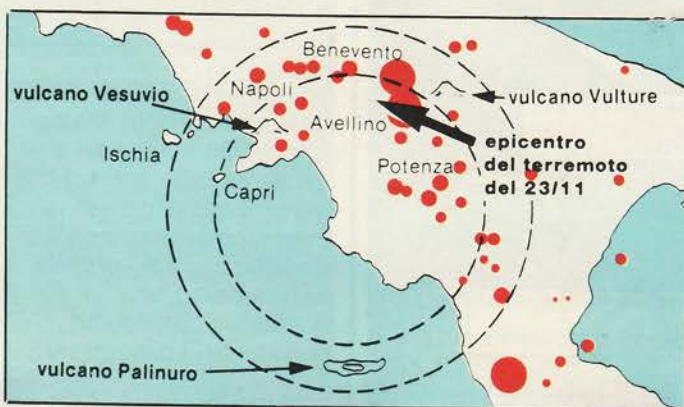 Benevento
Napoli
vulcano Vesuvio
vulcano Vulture
Avellino
epicentro
del terremoto
del 23/11
Ischia
Potenza
Capri
vulcano Palinuro